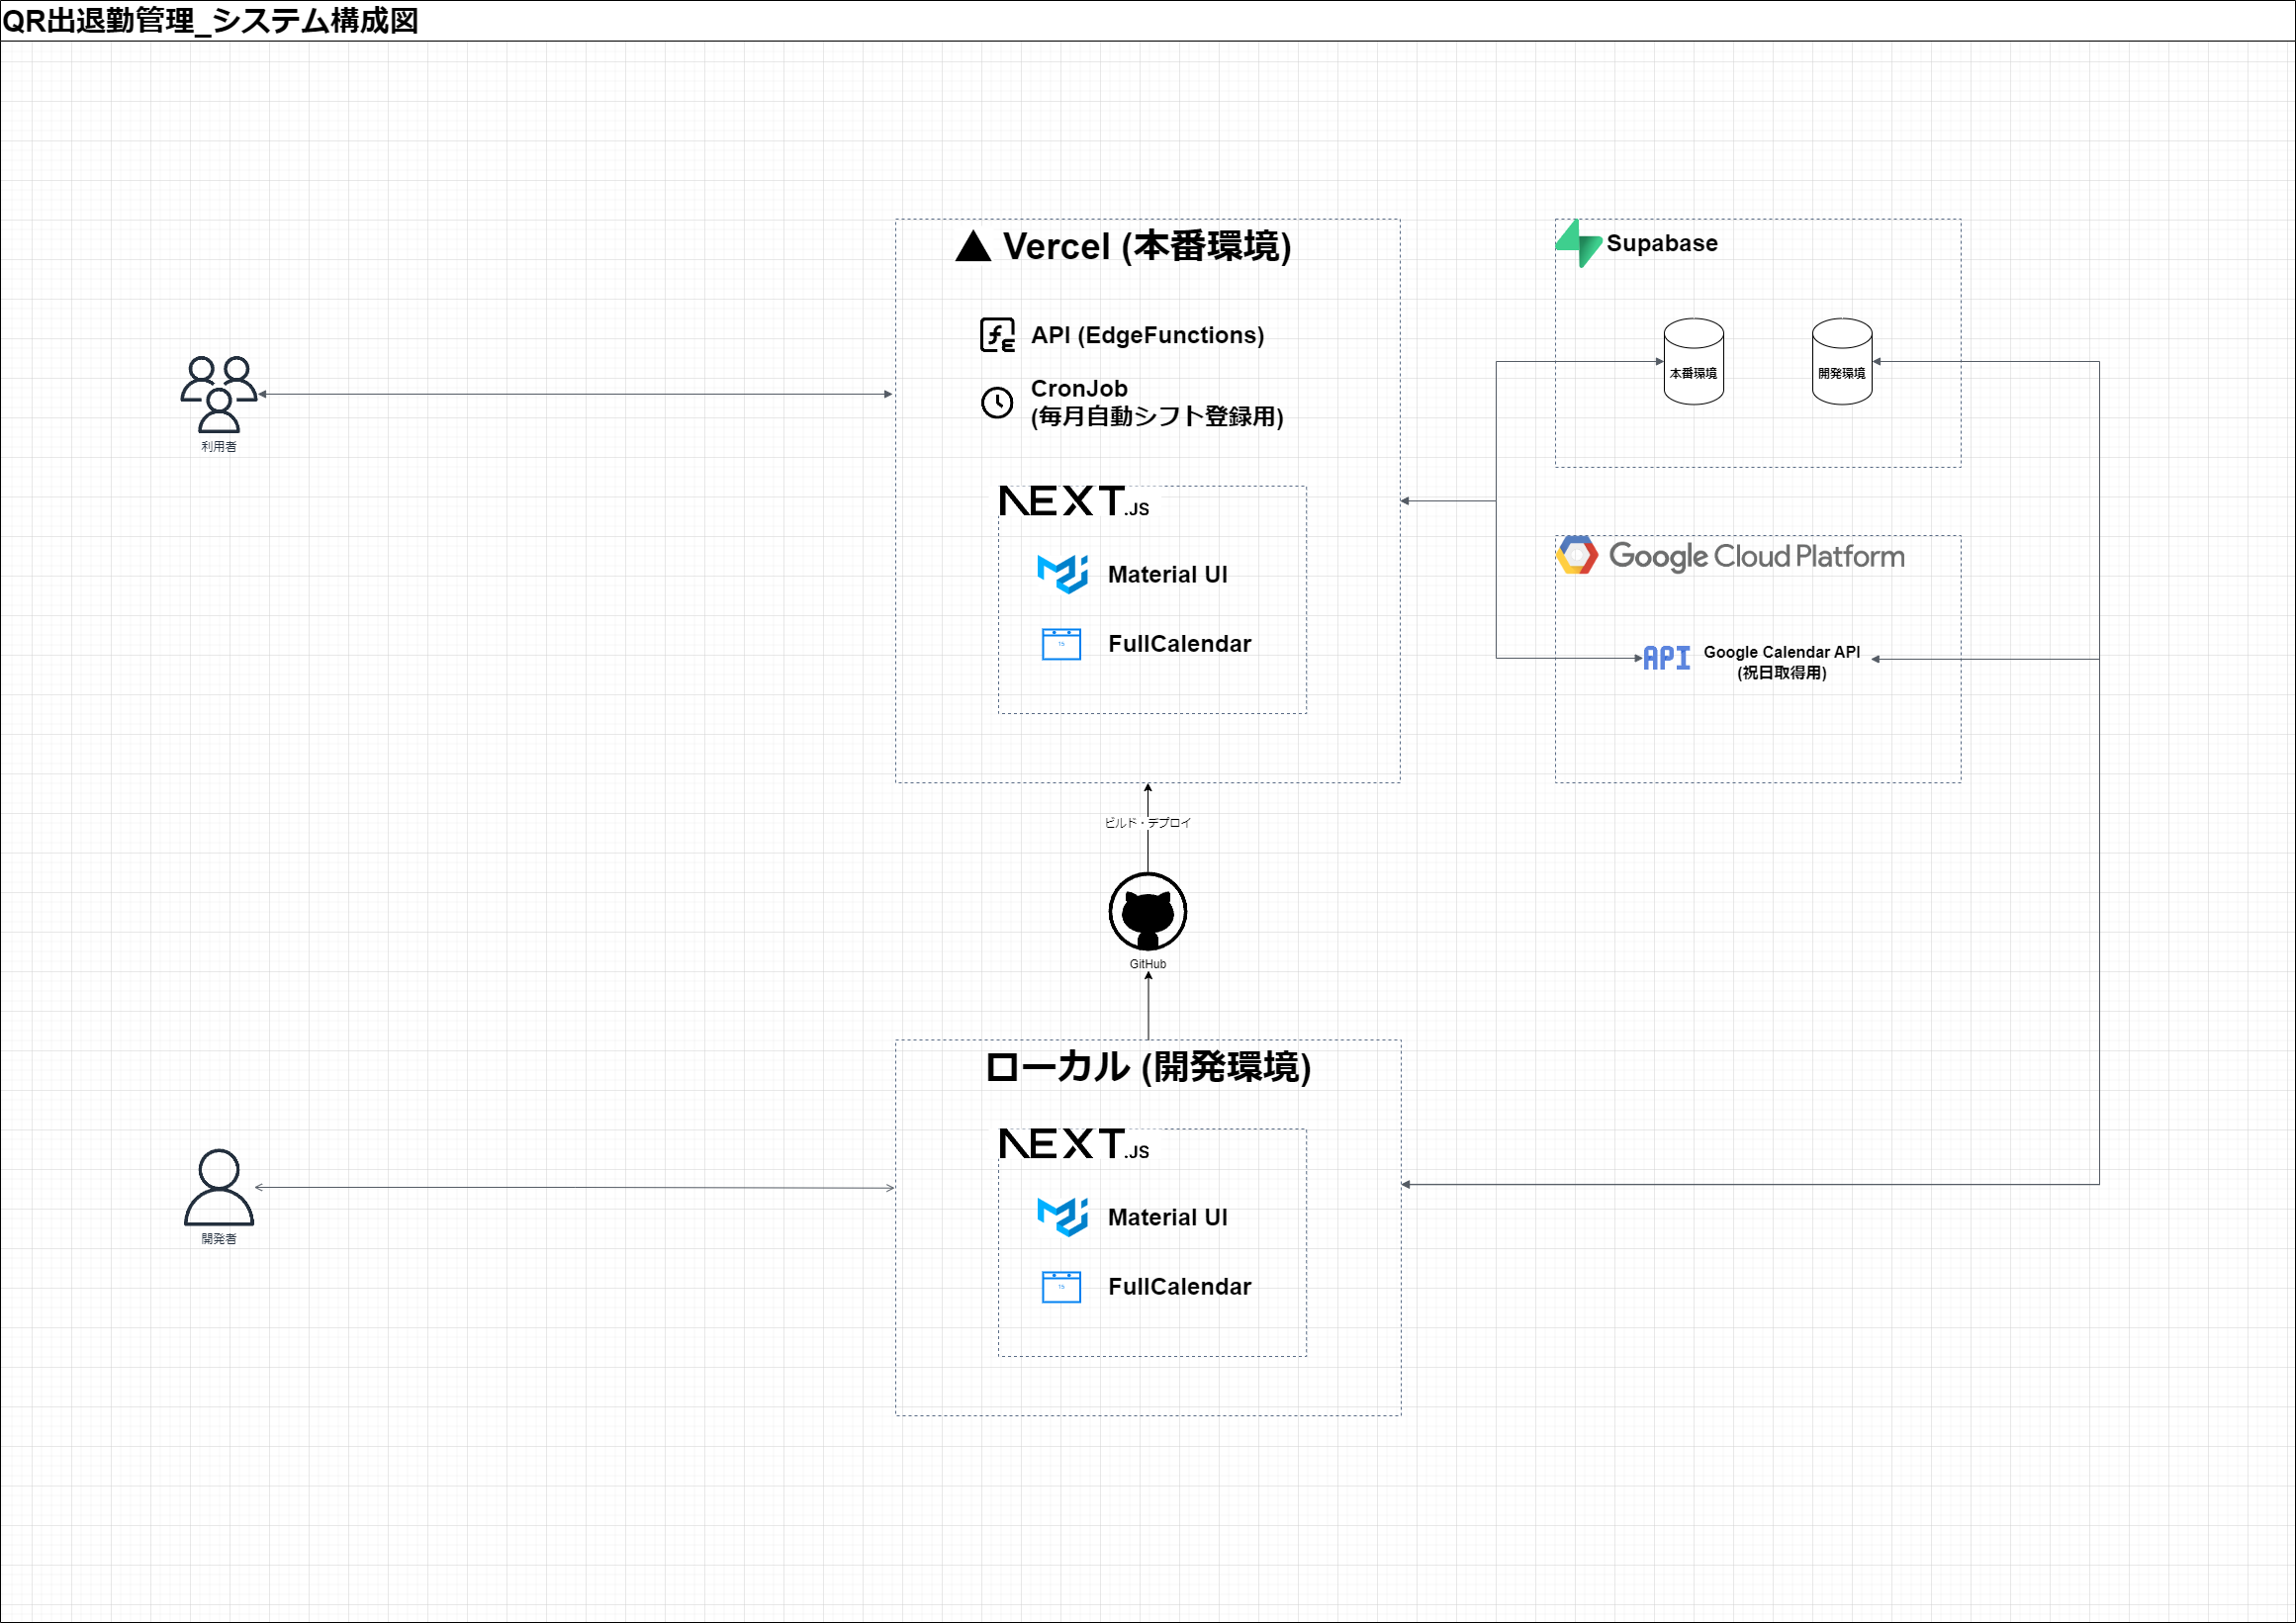 QR出退勤管理_システム構成図
Vercel (本番環境)
API (EdgeFunctions)
CronJob
(毎月自動シフト登録用)
NEXT.JS
Material UI
FullCalendar
Supabase
本番環境
開発環境
Google Cloud Platform
API
Google Calendar API
(祝日取得用)
利用者
ビルド・デプロイ
GitHub
ローカル (開発環境)
NEXT.JS
Material UI
FullCalendar
開発者